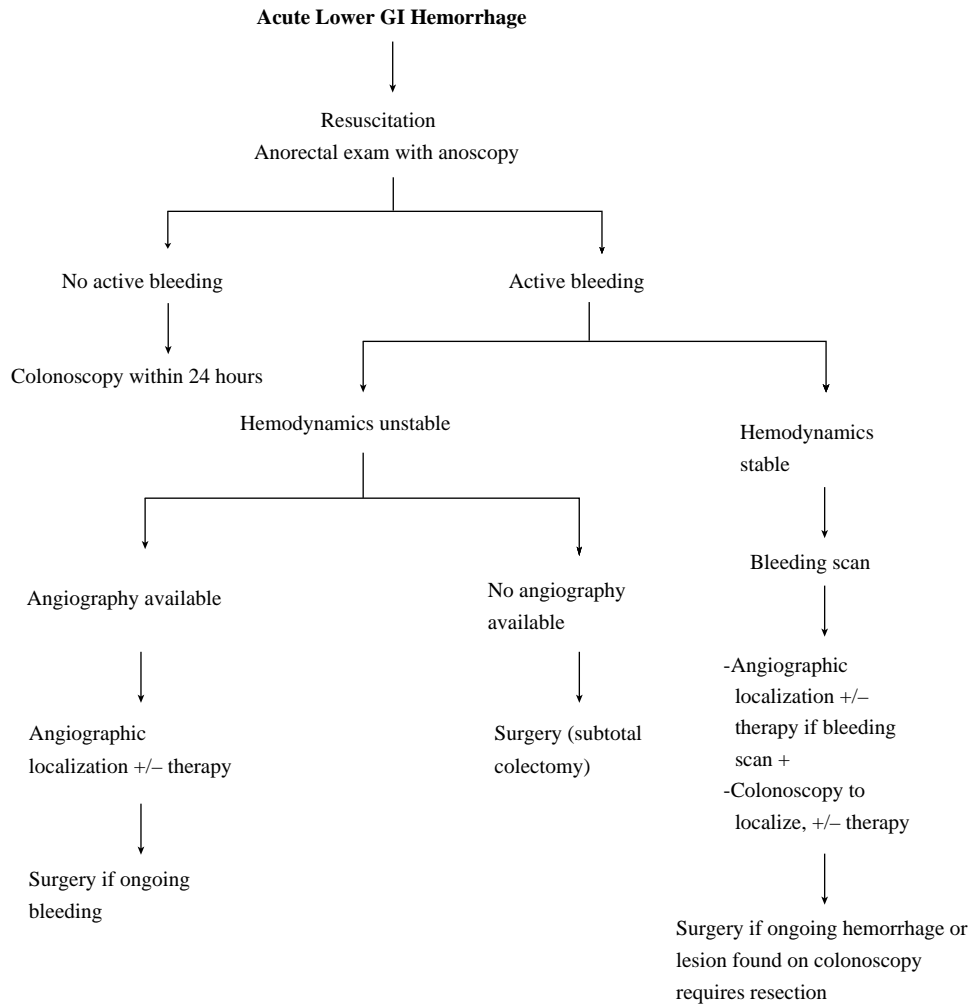 Acute Lower GI Hemorrhage
Resuscitation
Anorectal exam with anoscopy
No active bleeding
Active bleeding
Colonoscopy within 24 hours
Hemodynamics unstable
Hemodynamics
stable
Angiography available
No angiography
available
Bleeding scan
Angiographic
localization +/– therapy
Surgery (subtotal
colectomy)
-Angiographic
localization +/–
therapy if bleeding
scan +
-Colonoscopy to
localize, +/– therapy
Surgery if ongoing
bleeding
Surgery if ongoing hemorrhage or
lesion found on colonoscopy
requires resection